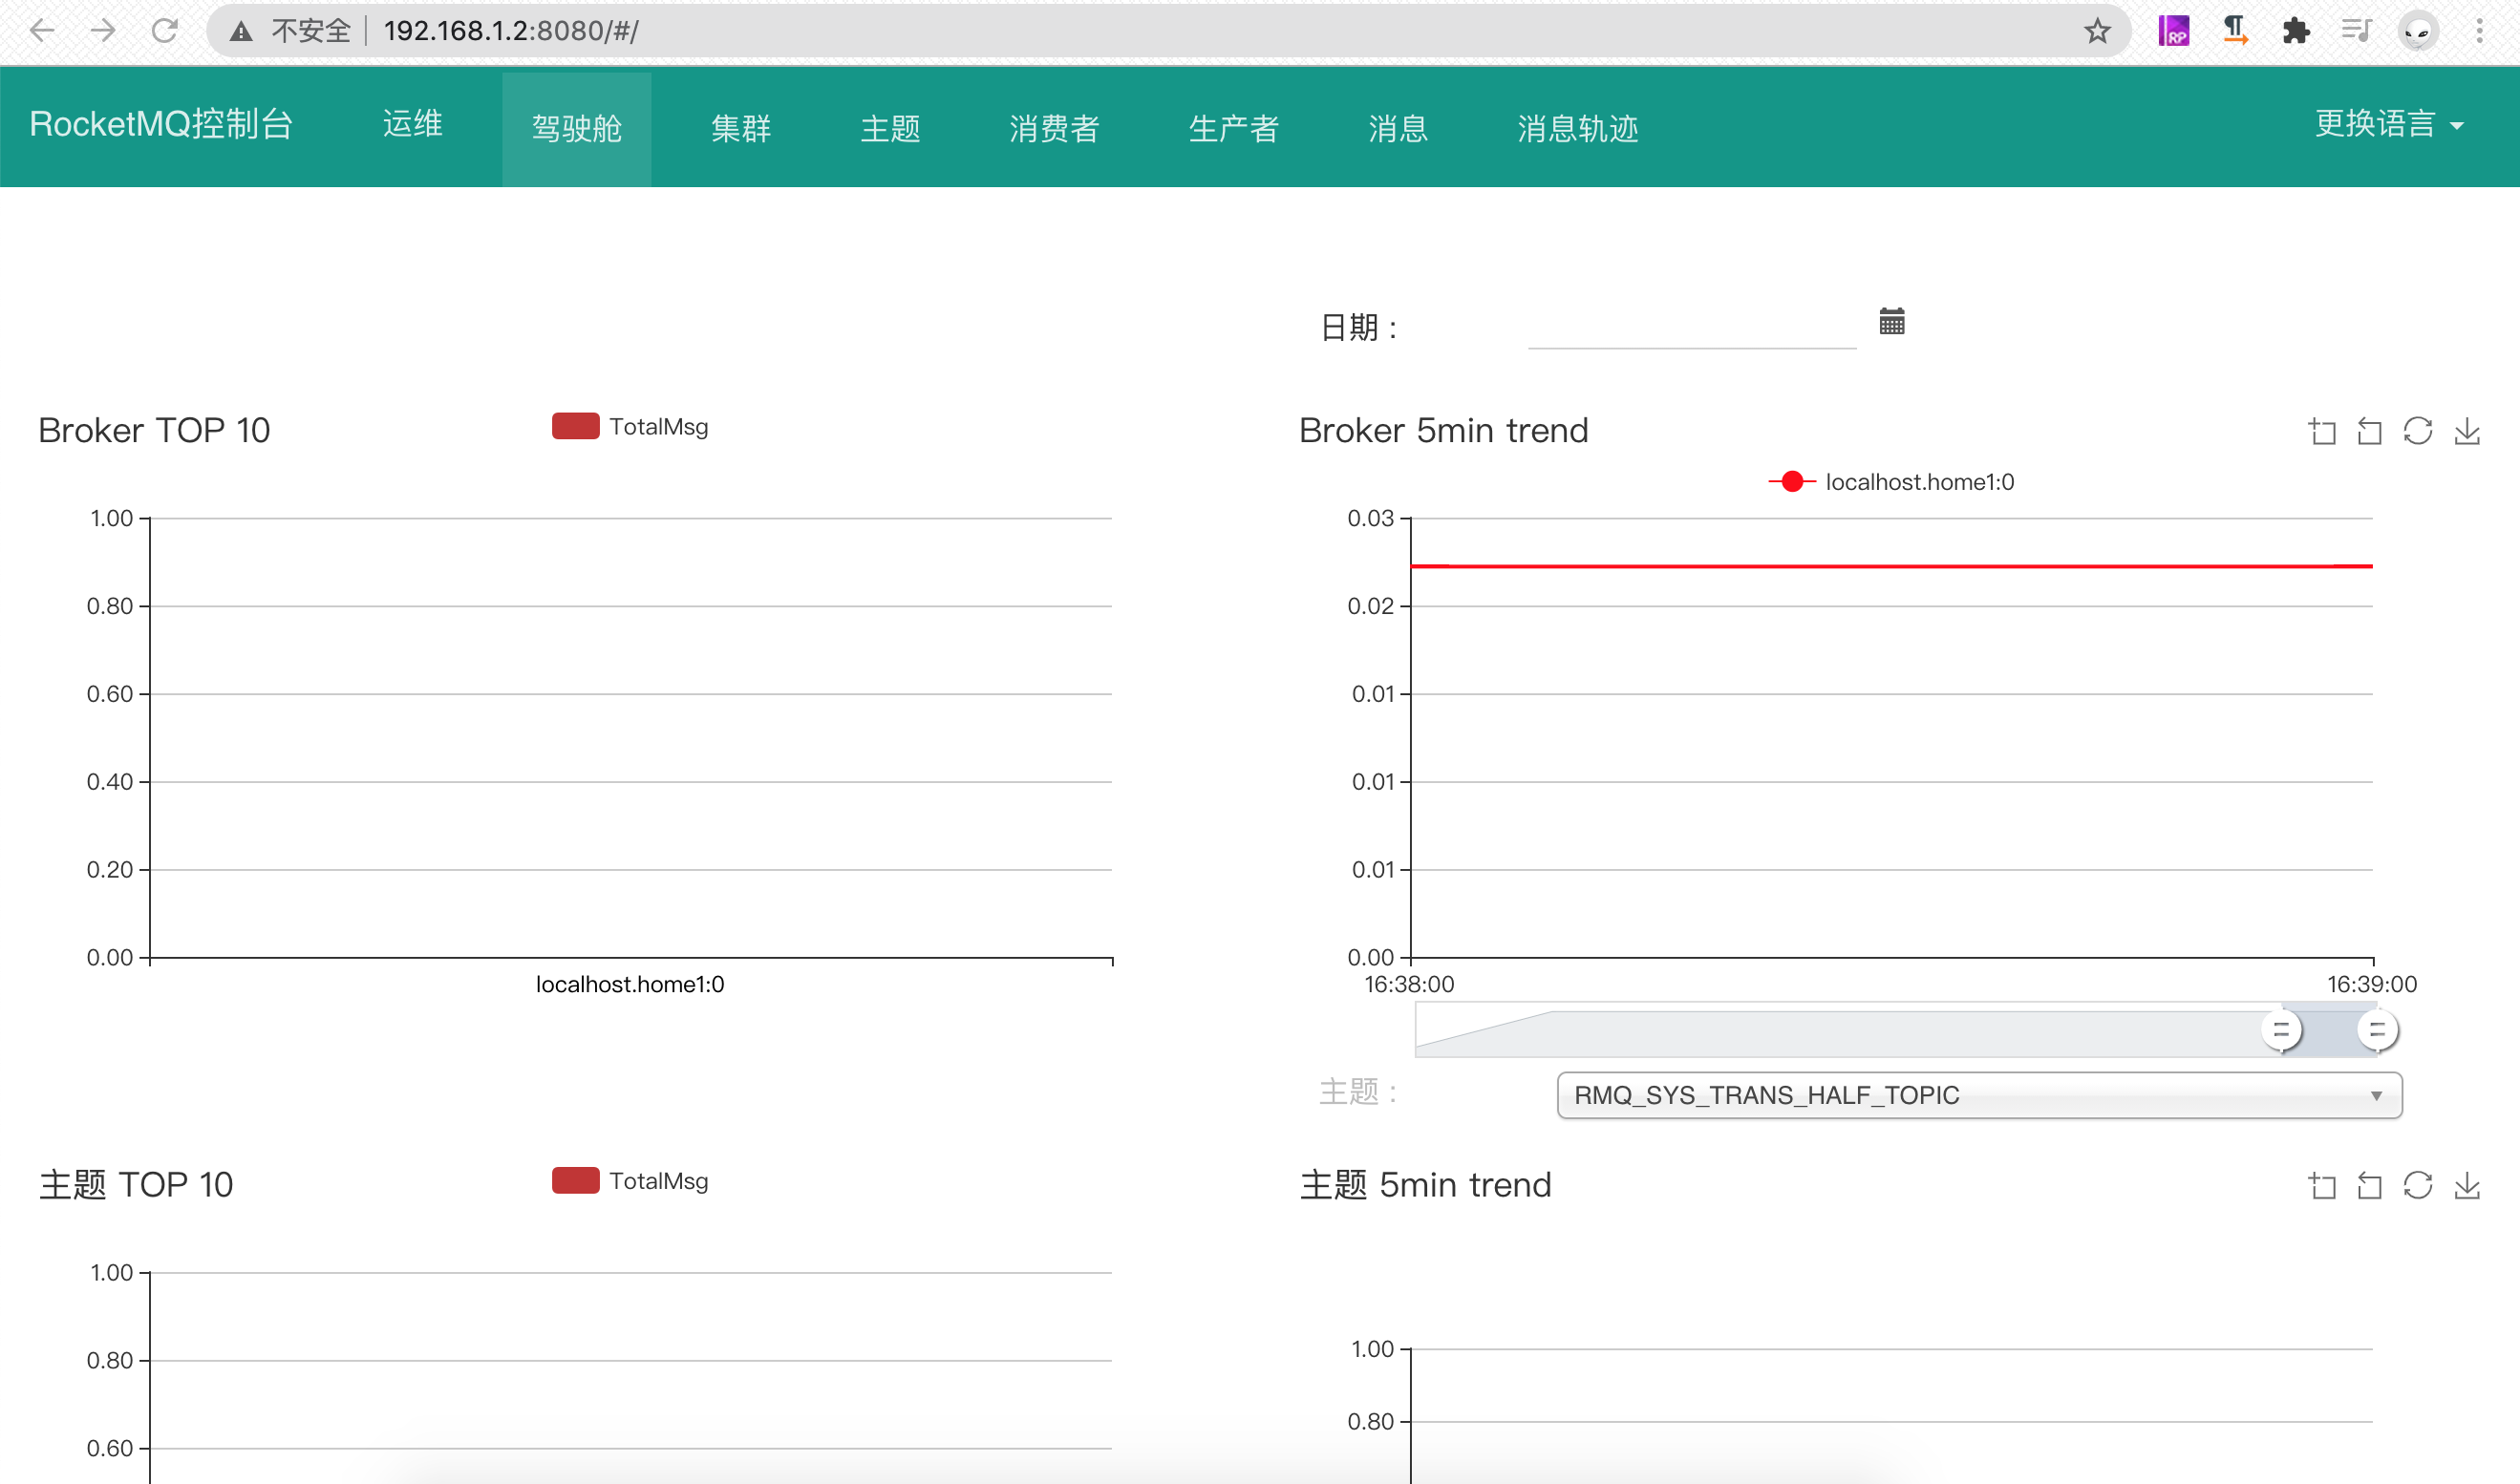 不安全 192.168.1.2:8080/#/
RP
RocketMQ控制台 运维 驾驶舱 集群 主题 消费者 生产者 消息 消息轨迹 更换语言
日期：
Broker TOP 10
TotalMsg
1.00
0.80
0.60
0.40
0.20
0.00
localhost.home1:0
Broker 5min trend
localhost.home1:0
0.03
0.02
0.01
0.01
0.01
0.00
16:38:00 16:39:00
主题： RMQ_SYS_TRANS_HALF_TOPIC
主题 TOP 10
TotalMsg
1.00
0.80
0.60
主题 5min trend
1.00
0.80